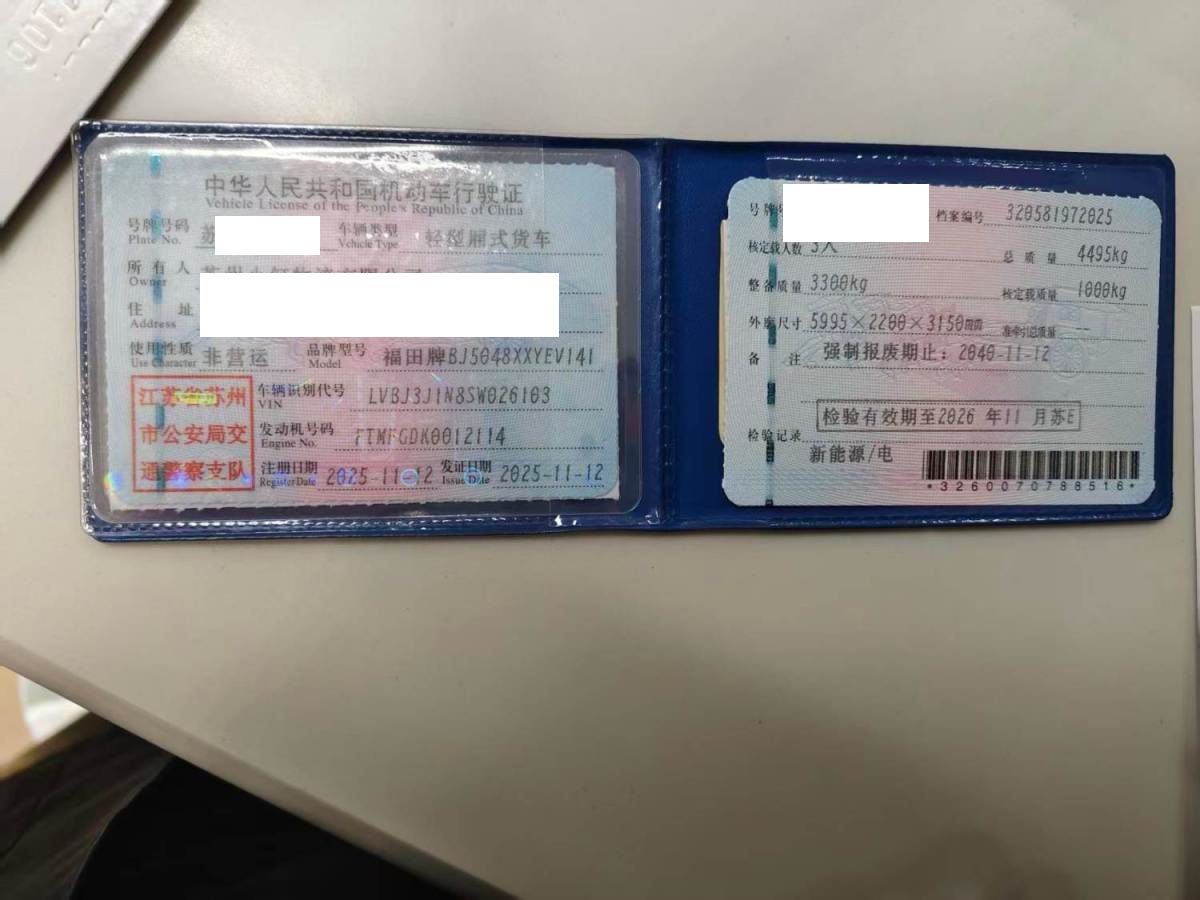 中华人民共和国机动车行驶证
Vehicle License of the People's Republic of China
号牌号码 苏 车辆类型 轻型厢式货车
Plate No. Vehicle Type
所有人
Owner
住址
Address
使用性质 非营运 品牌型号 福田牌BJ5048XXYEV141
Use Character Model
江苏省苏州
市公安局交
通警察支队
车辆识别代号 LVBJ3J1N8SW026103
VIN
发动机号码 FTMFGDK0012114
Engine No.
注册日期 2025-11-12 发证日期 2025-11-12
Register Date Issue Date
号牌 档案编号 320581972025
核定载人数 3人 总质量 4495kg
整备质量 3300kg 核定载质量 1000kg
外廓尺寸 5995×2200×3150mm 准牵引总质量 --
备注 强制报废期止：2040-11-12
检验有效期至2026 年11 月苏E
检验记录
新能源/电
*3260070788516*